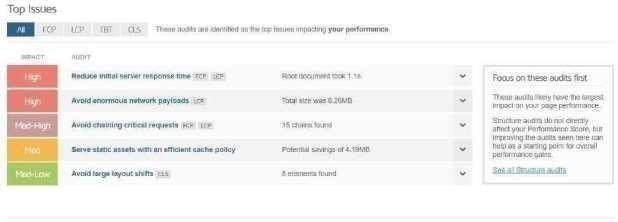 Top Issues
All FCP LCP TBT CLS These audits are identified as the top issues impacting your performance.
IMPACT AUDIT
High Reduce initial server response time FCP LCP Root document took 1.1s
High Avoid enormous network payloads LCP Total size was 6.26MB
Med-High Avoid chaining critical requests FCP LCP 15 chains found
Med Serve static assets with an efficient cache policy Potential savings of 4.19MB
Med-Low Avoid large layout shifts CLS 8 elements found
Focus on these audits first
These audits likely have the largest
impact on your page performance.
Structure audits do not directly
affect your Performance Score, but
improving the audits seen here can
help as a starting point for overall
performance gains.
See all Structure audits